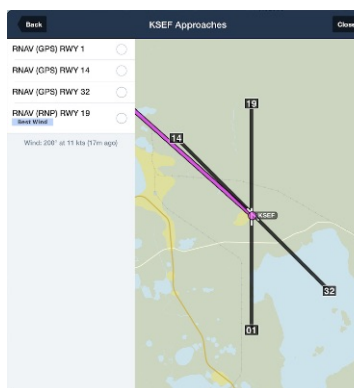 Back
KSEF Approaches
Close
RNAV (GPS) RWY 1
RNAV (GPS) RWY 14
RNAV (GPS) RWY 32
RNAV (RNP) RWY 19
Best Wind
Wind: 200° at 11 kts (17m ago)
19
14
KSEF
32
01